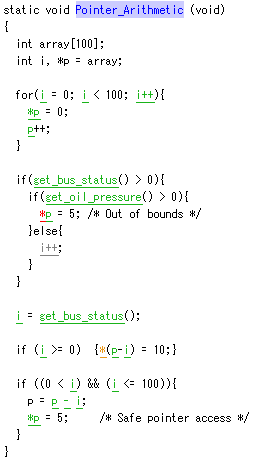 static void Pointer_Arithmetic (void)
{
  int array[100];
  int i, *p = array;
  for(i = 0; i < 100; i++){
    *p = 0;
    p++;
  }
  if(get_bus_status() > 0){
    if(get_oil_pressure() > 0){
      *p = 5; /* Out of bounds */
    }else{
      i++;
    }
  }
  i = get_bus_status();
  if (i >= 0)  {*(p-i) = 10;}
  if ((0 < i) && (i <= 100)){
    p = p - i;
    *p = 5;      /* Safe pointer access */
  }
}